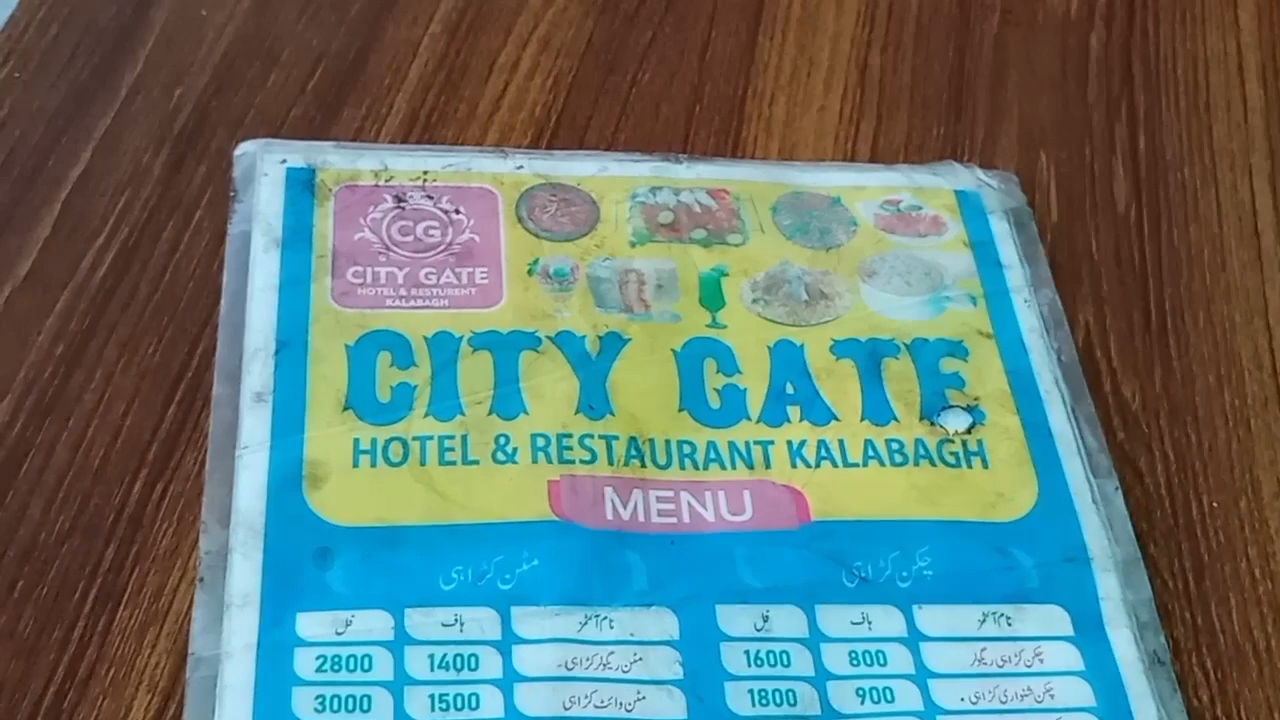 CG
CITY GATE
HOTEL & RESTURENT
KALABAGH
CITY GATE
HOTEL & RESTAURANT KALABAGH
MENU
چکن کڑاہی
نام آئٹمز ہاف فل
چکن کڑاہی ریگولر 800 1600
چکن شنواری کڑاہی . 900 1800
مٹن کڑاہی
نام آئٹمز ہاف فل
مٹن ریگولر کڑاہی - 1400 2800
مٹن وائٹ کڑاہی 1500 3000